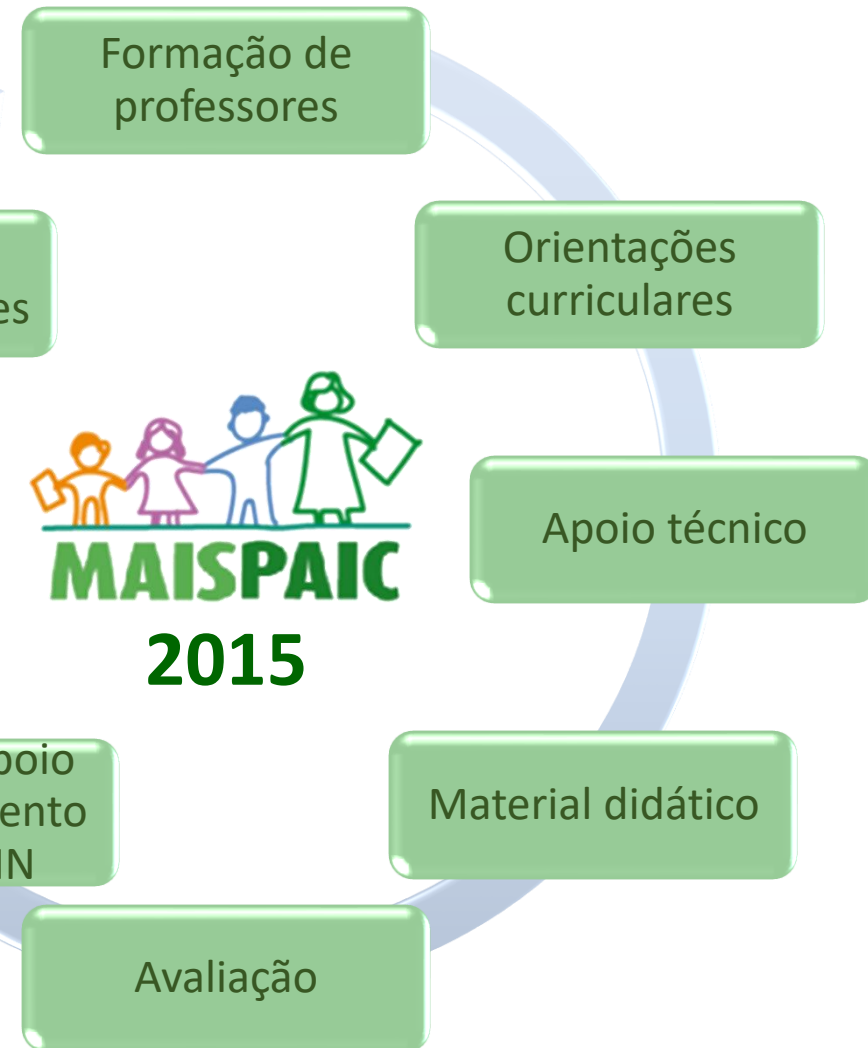 Formação de
professores
Orientações
curriculares
Apoio técnico
MAISPAIC
2015
Material didático
Avaliação